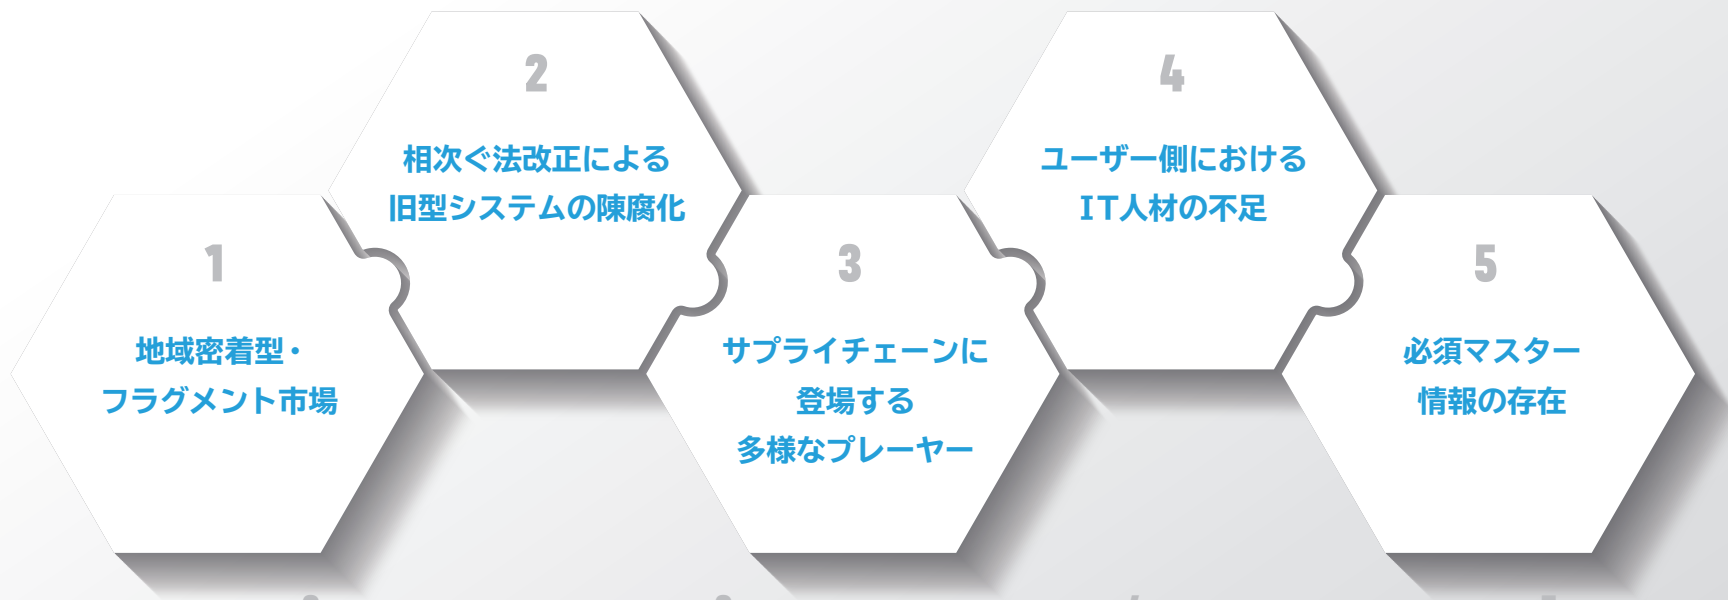 1
地域密着型・
フラグメント市場
2
相次ぐ法改正による
旧型システムの陳腐化
3
サプライチェーンに
登場する
多様なプレーヤー
4
ユーザー側における
IT人材の不足
5
必須マスター
情報の存在